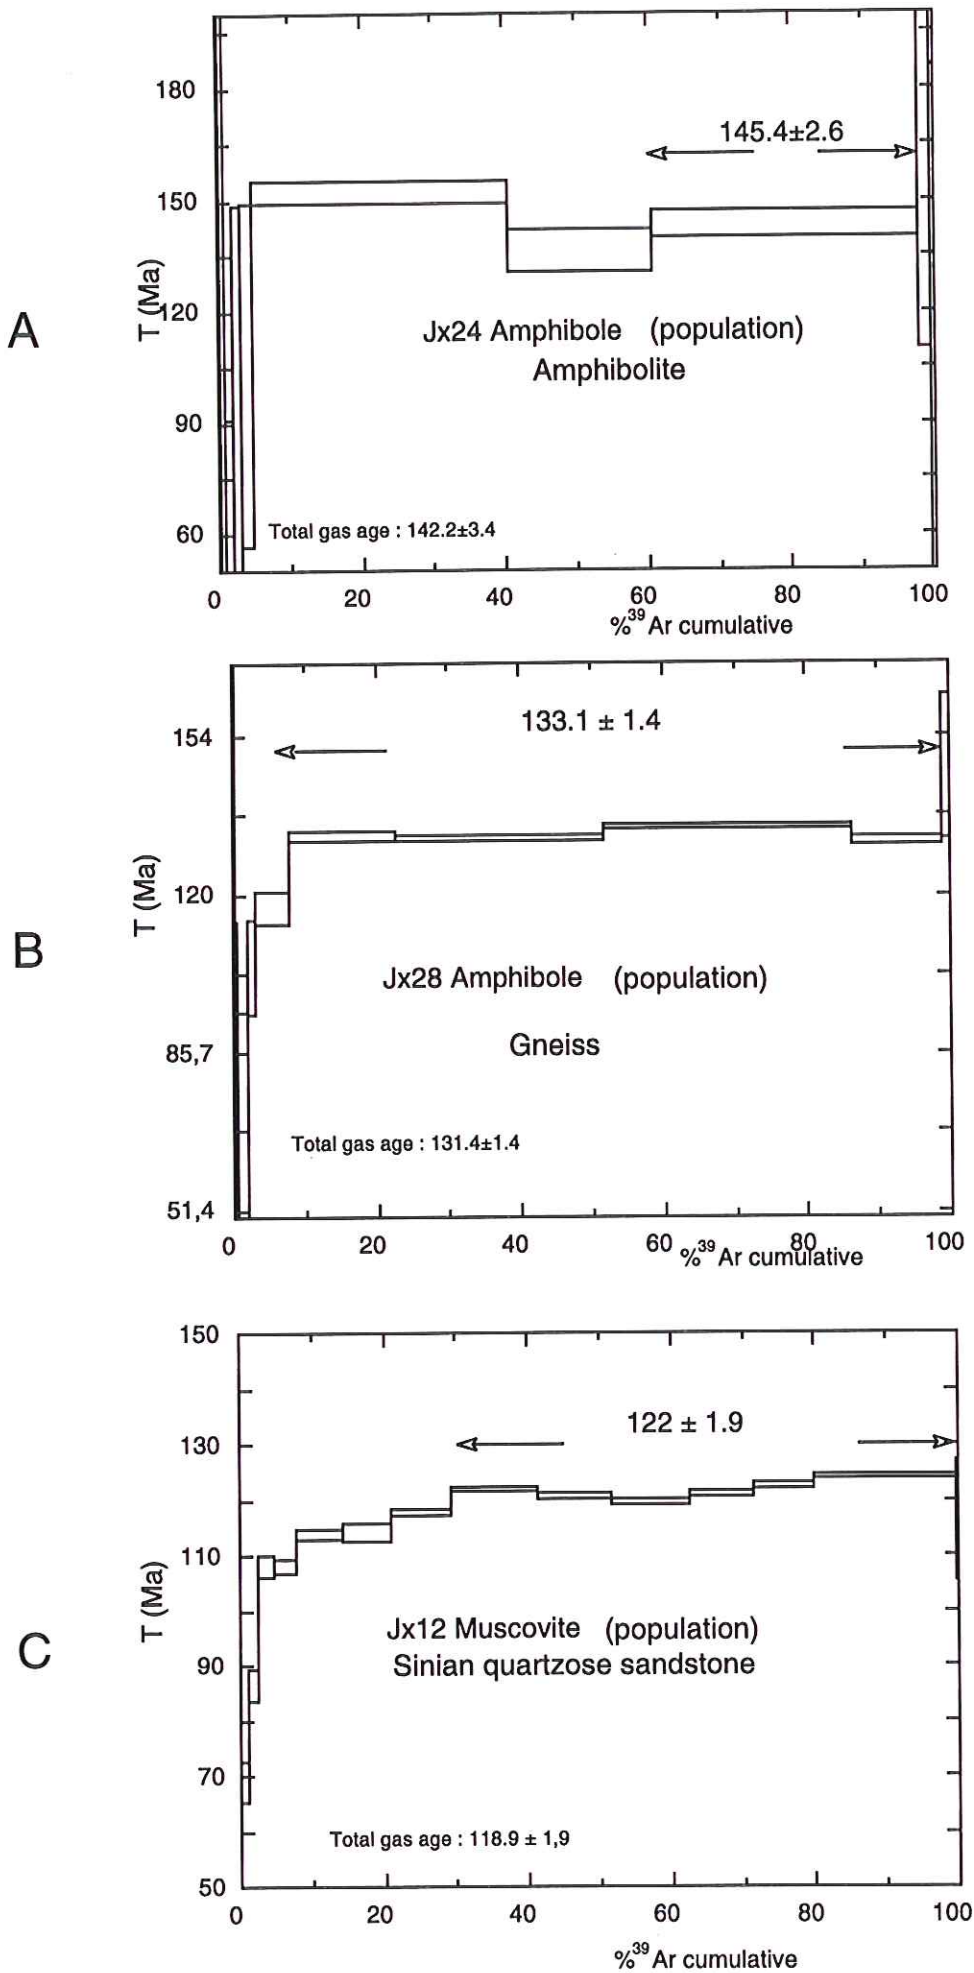 A
T (Ma)
180
150
120
90
60
145.4±2.6
Jx24 Amphibole (population)
Amphibolite
Total gas age : 142.2±3.4
0 20 40 60 80 100
%39 Ar cumulative
B
T (Ma)
154
120
85,7
51,4
133.1 ± 1.4
Jx28 Amphibole (population)
Gneiss
Total gas age : 131.4±1.4
0 20 40 60 80 100
%39 Ar cumulative
C
T (Ma)
150
130
110
90
70
50
122 ± 1.9
Jx12 Muscovite (population)
Sinian quartzose sandstone
Total gas age : 118.9 ± 1,9
0 20 40 60 80 100
%39 Ar cumulative